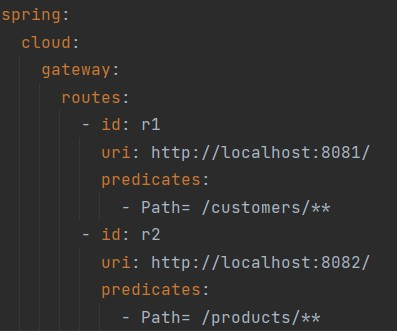 spring:
  cloud:
    gateway:
      routes:
        - id: r1
          uri: http://localhost:8081/
          predicates:
            - Path= /customers/**
        - id: r2
          uri: http://localhost:8082/
          predicates:
            - Path= /products/**